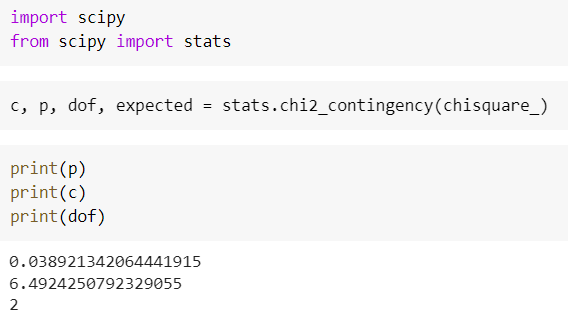 import scipy
from scipy import stats
c, p, dof, expected = stats.chi2_contingency(chisquare_)
print(p)
print(c)
print(dof)
0.038921342064441915
6.4924250792329055
2